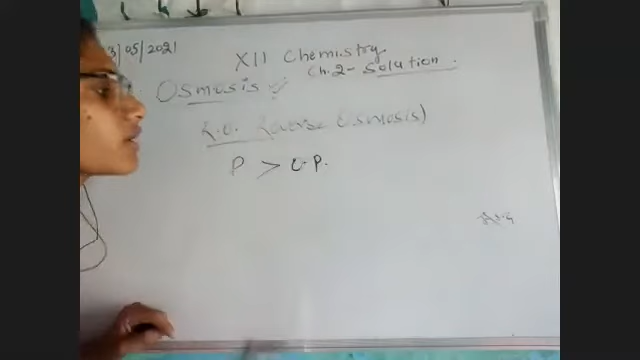 3/05/2021
XII Chemistry
Ch.2- Solution.
Osmosis
R.O. Reverse Osmosis)
P > O.P.